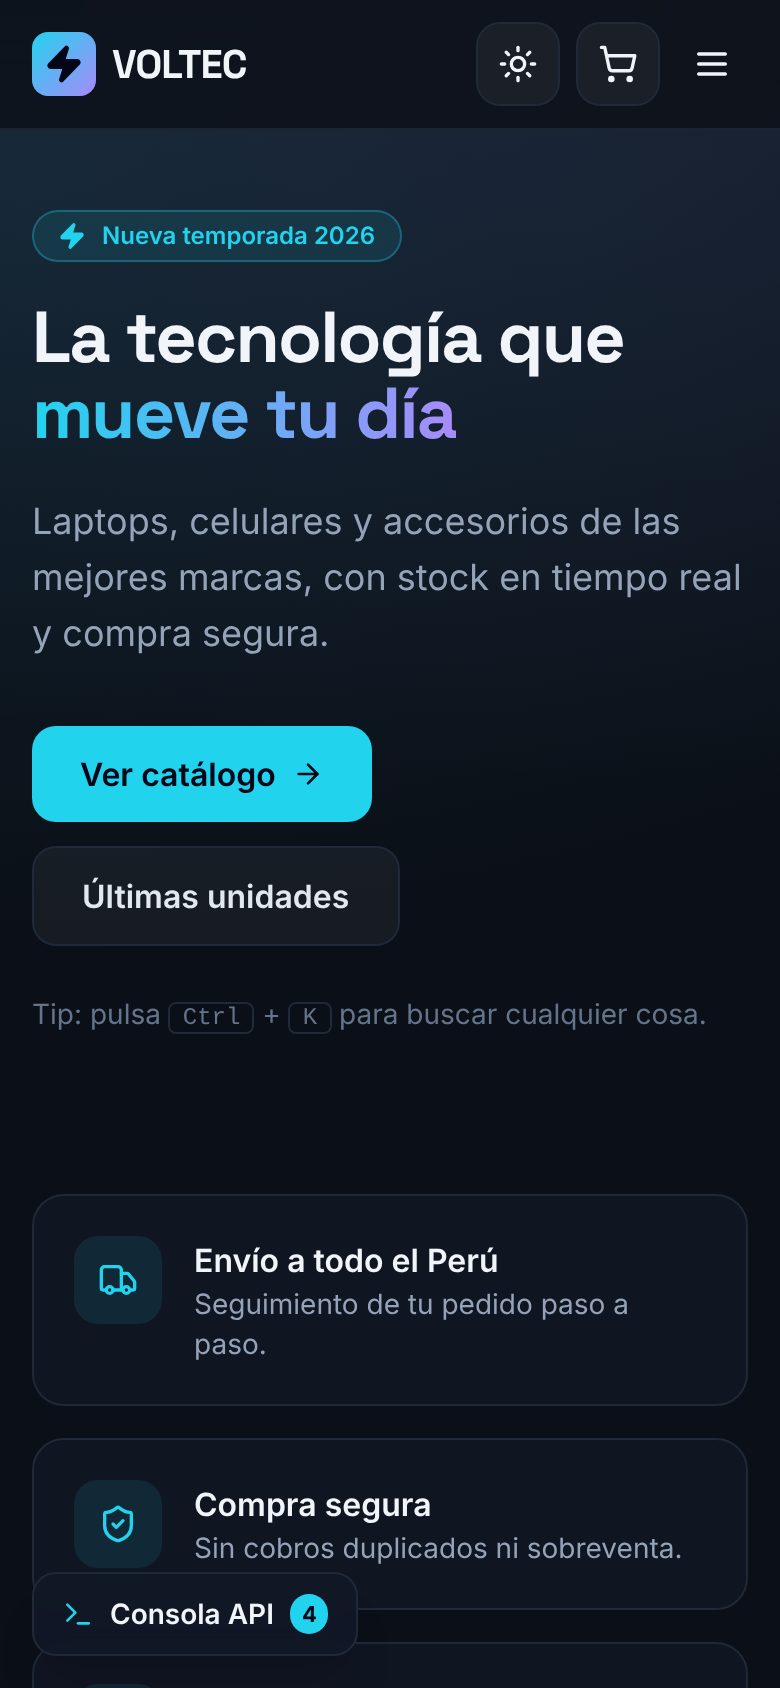 VOLTEC
Nueva temporada 2026
La tecnología que
mueve tu día
Laptops, celulares y accesorios de las
mejores marcas, con stock en tiempo real
y compra segura.
Ver catálogo →
Últimas unidades
Tip: pulsa Ctrl + K para buscar cualquier cosa.
Envío a todo el Perú
Seguimiento de tu pedido paso a
paso.
Compra segura
Sin cobros duplicados ni sobreventa.
Consola API 4